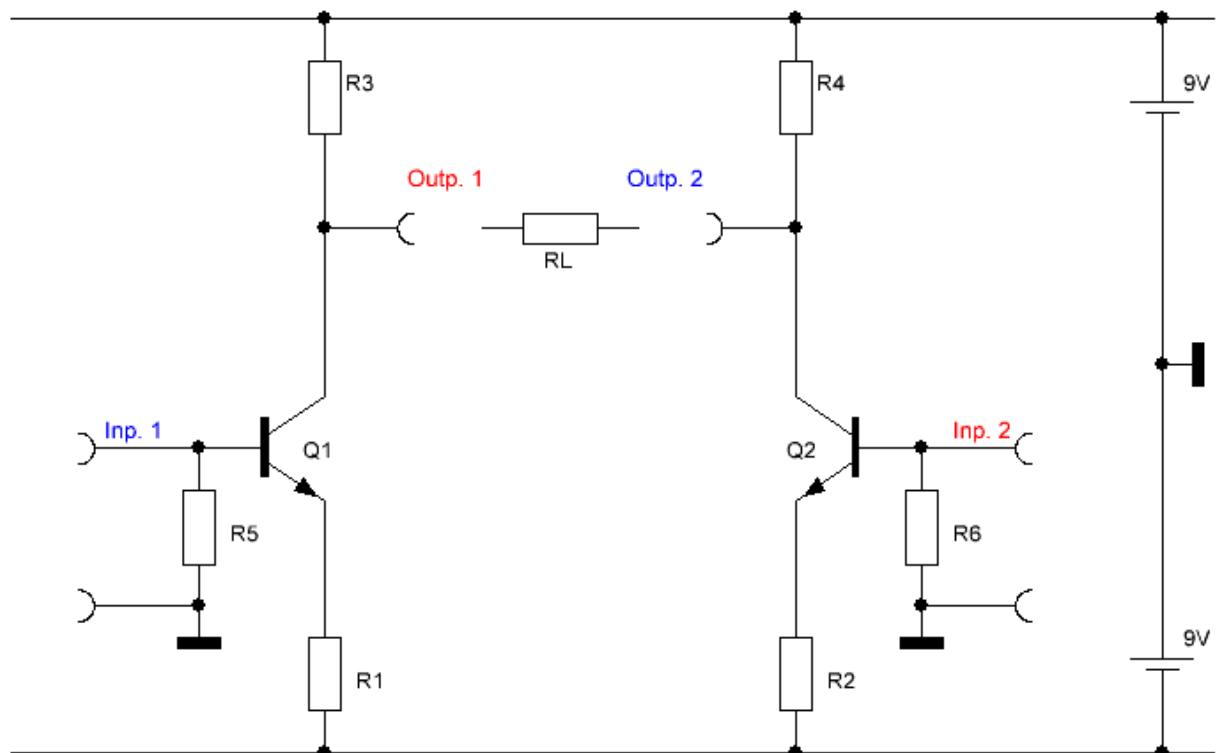 R3
R4
9V
Outp. 1
Outp. 2
RL
Inp. 1
Q1
Q2
Inp. 2
R5
R6
9V
R1
R2